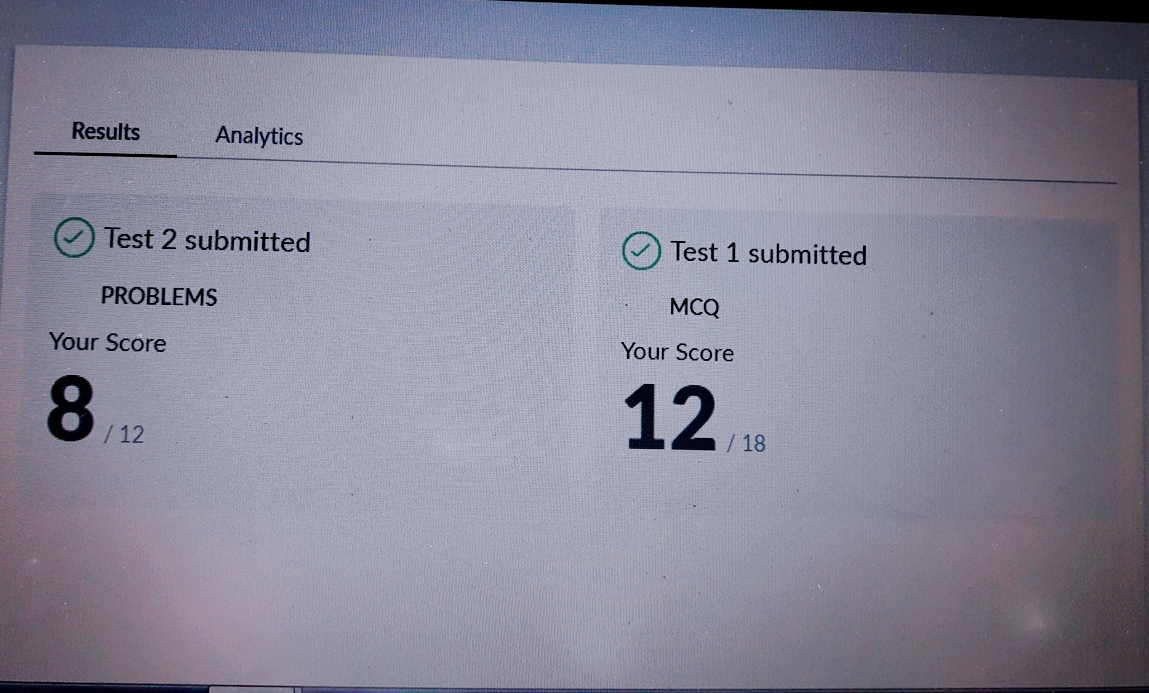 Results
Analytics
Test 2 submitted
PROBLEMS
Your Score
8 / 12
Test 1 submitted
MCQ
Your Score
12 / 18